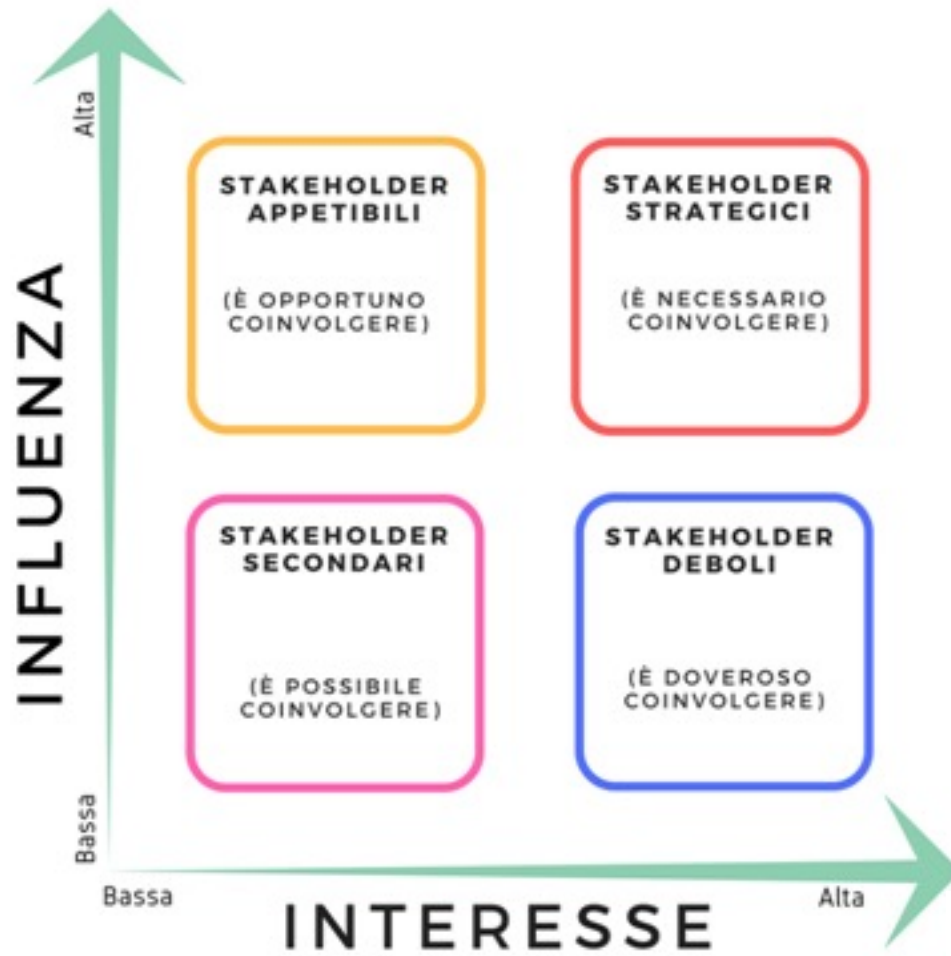 Alta
INFLUENZA
Bassa
STAKEHOLDER
APPETIBILI
(È OPPORTUNO
COINVOLGERE)
STAKEHOLDER
STRATEGICI
(È NECESSARIO
COINVOLGERE)
STAKEHOLDER
SECONDARI
(È POSSIBILE
COINVOLGERE)
STAKEHOLDER
DEBOLI
(È DOVEROSO
COINVOLGERE)
Bassa
Alta
INTERESSE